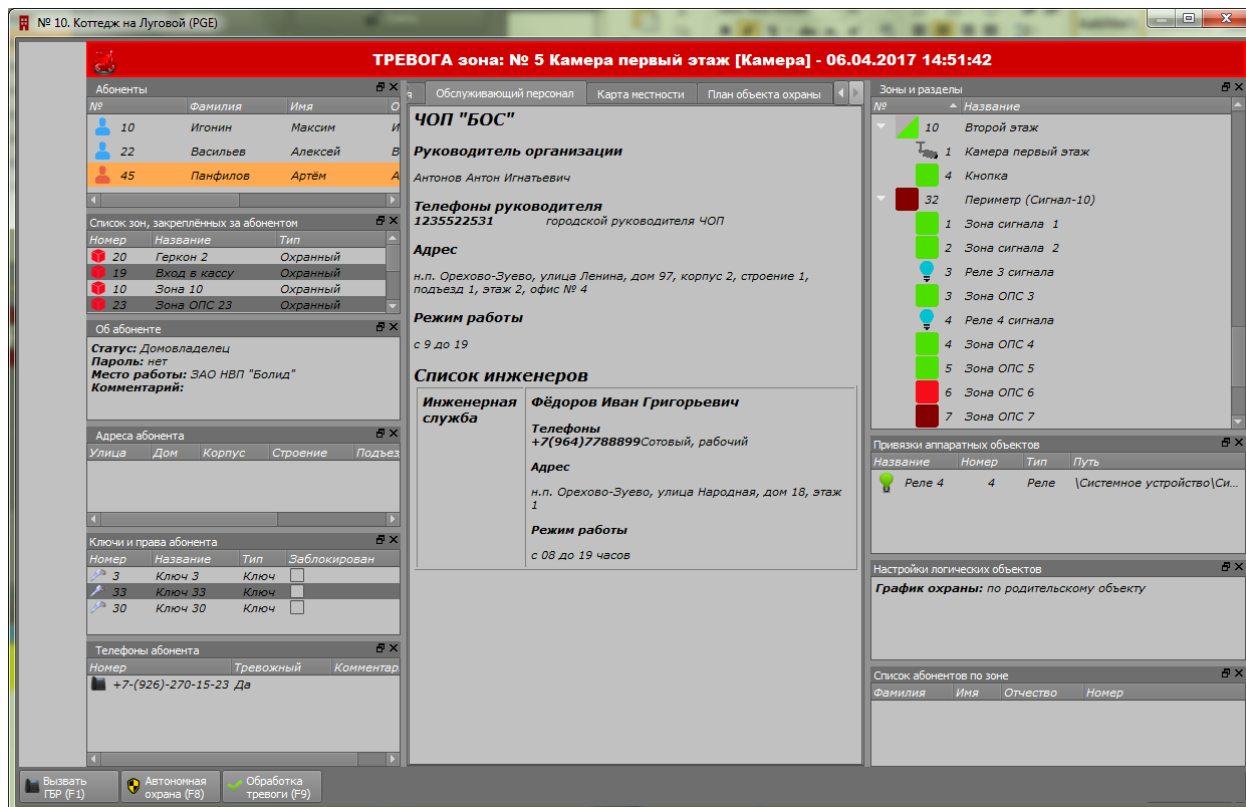 № 10. Коттедж на Луговой (PGE)
ТРЕВОГА зона: № 5 Камера первый этаж [Камера] - 06.04.2017 14:51:42
Абоненты
№ Фамилия Имя О
10 Игонин Максим И
22 Васильев Алексей В
45 Панфилов Артём А
Список зон, закреплённых за абонентом
Номер Название Тип
20 Геркон 2 Охранный
19 Вход в кассу Охранный
10 Зона 10 Охранный
23 Зона ОПС 23 Охранный
Об абоненте
Статус: Домовладелец
Пароль: нет
Место работы: ЗАО НВП "Болид"
Комментарий:
Адреса абонента
Улица Дом Корпус Строение Подъез
Ключи и права абонента
Номер Название Тип Заблокирован
3 Ключ 3 Ключ
33 Ключ 33 Ключ
30 Ключ 30 Ключ
Телефоны абонента
Номер Тревожный Комментар
+7-(926)-270-15-23 Да
Обслуживающий персонал Карта местности План объекта охраны
ЧОП "БОС"
Руководитель организации
Антонов Антон Игнатьевич
Телефоны руководителя
1235522531 городской руководителя ЧОП
Адрес
н.п. Орехово-Зуево, улица Ленина, дом 97, корпус 2, строение 1,
подъезд 1, этаж 2, офис № 4
Режим работы
с 9 до 19
Список инженеров
Инженерная служба
Фёдоров Иван Григорьевич
Телефоны
+7(964)7788899Сотовый, рабочий
Адрес
н.п. Орехово-Зуево, улица Народная, дом 18, этаж
1
Режим работы
с 08 до 19 часов
Зоны и разделы
№ Название
10 Второй этаж
1 Камера первый этаж
4 Кнопка
32 Периметр (Сигнал-10)
1 Зона сигнала 1
2 Зона сигнала 2
3 Реле 3 сигнала
3 Зона ОПС 3
4 Реле 4 сигнала
4 Зона ОПС 4
5 Зона ОПС 5
6 Зона ОПС 6
7 Зона ОПС 7
Привязки аппаратных объектов
Название Номер Тип Путь
Реле 4 4 Реле \Системное устройство\Си...
Настройки логических объектов
График охраны: по родительскому объекту
Список абонентов по зоне
Фамилия Имя Отчество Номер
Вызвать
ГБР (F1)
Автономная
охрана (F8)
Обработка
тревоги (F9)